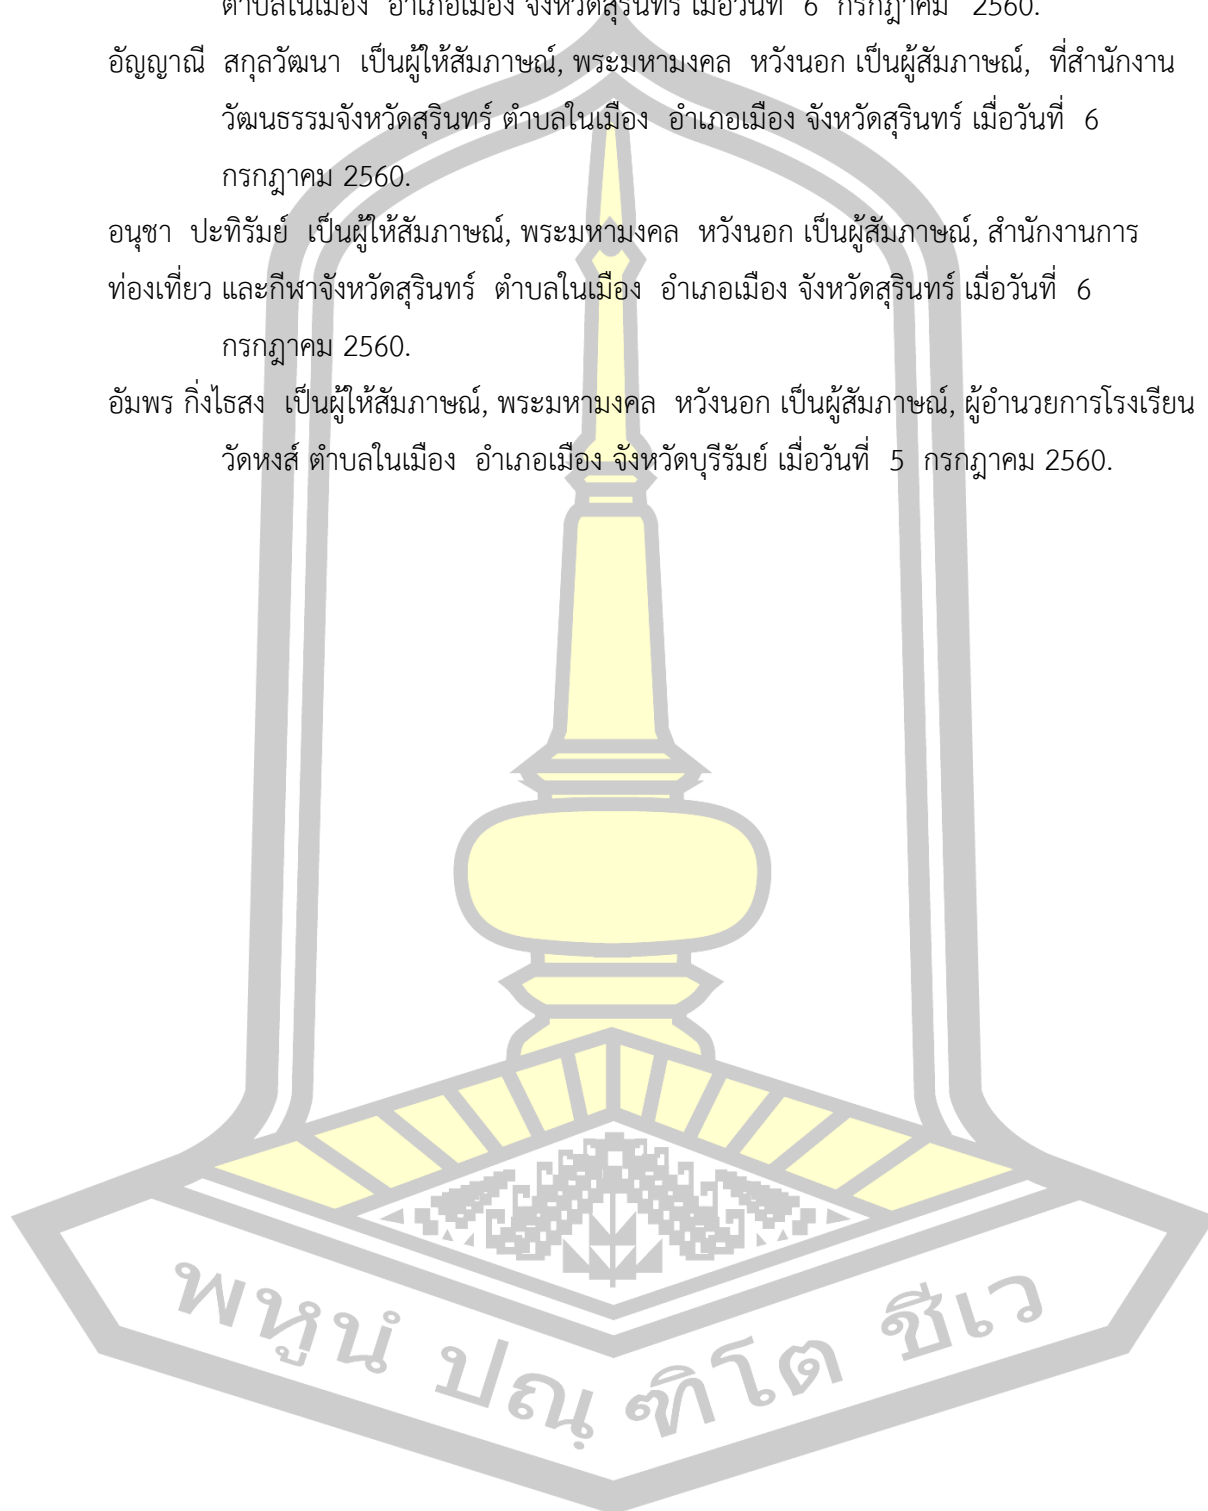 ตำบลในเมือง อำเภอเมือง จังหวัดสุรินทร์ เมื่อวันที่ 6 กรกฎาคม 2560.
อัญญาณี สกุลวัฒนา เป็นผู้ให้สัมภาษณ์, พระมหามงคล หวังนอก เป็นผู้สัมภาษณ์, ที่สำนักงาน
วัฒนธรรมจังหวัดสุรินทร์ ตำบลในเมือง อำเภอเมือง จังหวัดสุรินทร์ เมื่อวันที่ 6
กรกฎาคม 2560.
อนุชา ปะทิรัมย์ เป็นผู้ให้สัมภาษณ์, พระมหามงคล หวังนอก เป็นผู้สัมภาษณ์, สำนักงานการ
ท่องเที่ยว และกีฬาจังหวัดสุรินทร์ ตำบลในเมือง อำเภอเมือง จังหวัดสุรินทร์ เมื่อวันที่ 6
กรกฎาคม 2560.
อัมพร กิ่งไธสง เป็นผู้ให้สัมภาษณ์, พระมหามงคล หวังนอก เป็นผู้สัมภาษณ์, ผู้อำนวยการโรงเรียน
วัดหงส์ ตำบลในเมือง อำเภอเมือง จังหวัดบุรีรัมย์ เมื่อวันที่ 5 กรกฎาคม 2560.
พหูนํ ปณฺฑิโต ชีเว